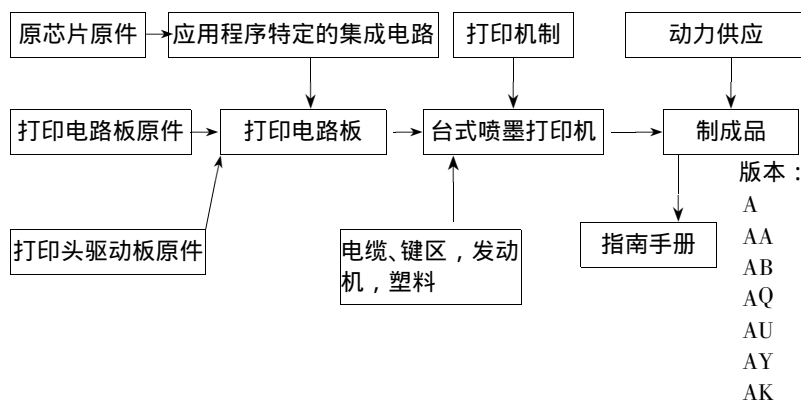 原芯片原件
应用程序特定的集成电路
打印机制
动力供应
打印电路板原件
打印电路板
台式喷墨打印机
制成品
版本：
A
打印头驱动板原件
电缆、键区，发动
机，塑料
指南手册
AA
AB
AQ
AU
AY
AK